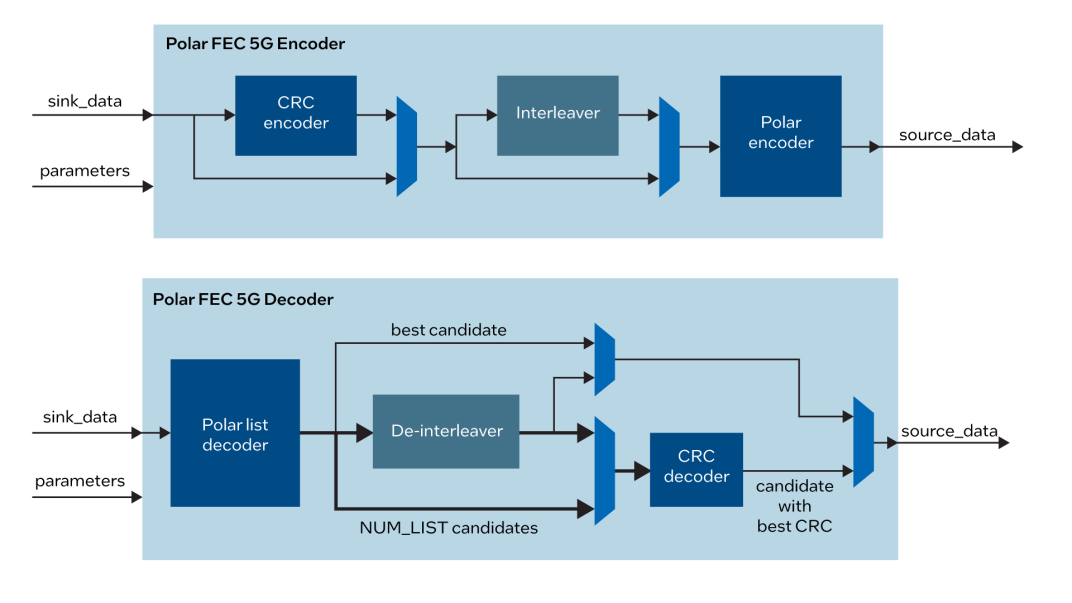 Polar FEC 5G Encoder
sink_data
parameters
CRC
encoder
Interleaver
Polar
encoder
source_data
Polar FEC 5G Decoder
best candidate
sink_data
parameters
Polar list
decoder
De-interleaver
CRC
decoder
source_data
candidate
with
best CRC
NUM_LIST candidates